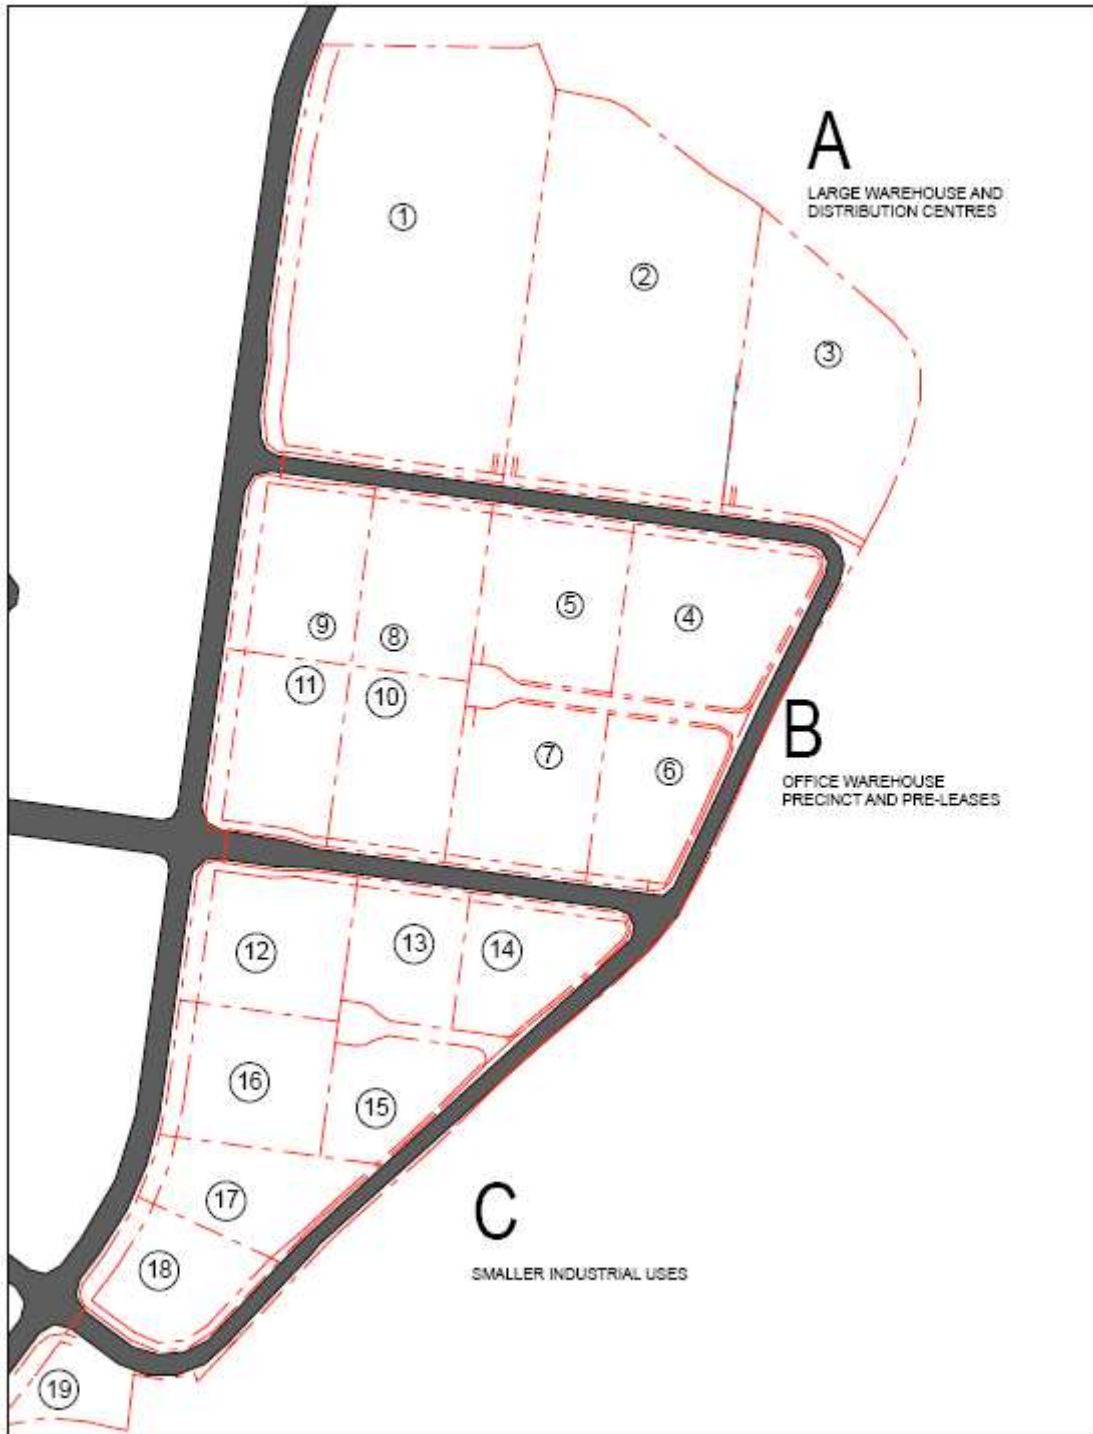 A
LARGE WAREHOUSE AND
DISTRIBUTION CENTRES
1
2
3
5
4
9
8
11
10
B
7
6
OFFICE WAREHOUSE
PRECINCT AND PRE-LEASES
12
13
14
16
15
C
17
18
SMALLER INDUSTRIAL USES
19